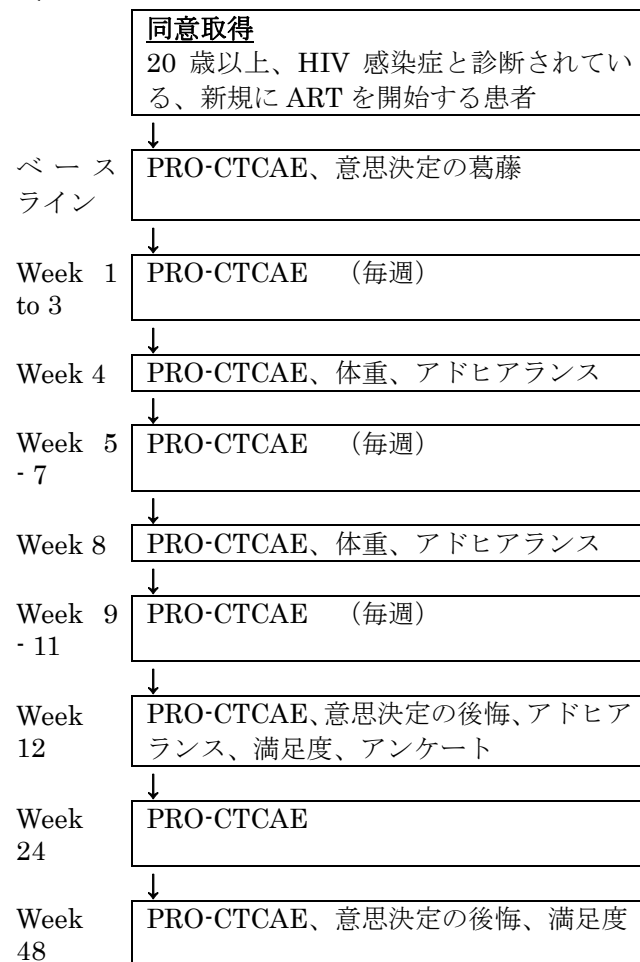 同意取得
20 歳以上、HIV 感染症と診断されてい
る、新規に ART を開始する患者
↓
ベース
ライン
PRO-CTCAE、意思決定の葛藤
↓
Week 1
to 3
PRO-CTCAE （毎週）
↓
Week 4
PRO-CTCAE、体重、アドヒアランス
↓
Week 5
- 7
PRO-CTCAE （毎週）
↓
Week 8
PRO-CTCAE、体重、アドヒアランス
↓
Week 9
- 11
PRO-CTCAE （毎週）
↓
Week
12
PRO-CTCAE、意思決定の後悔、アドヒア
ランス、満足度、アンケート
↓
Week
24
PRO-CTCAE
↓
Week
48
PRO-CTCAE、意思決定の後悔、満足度